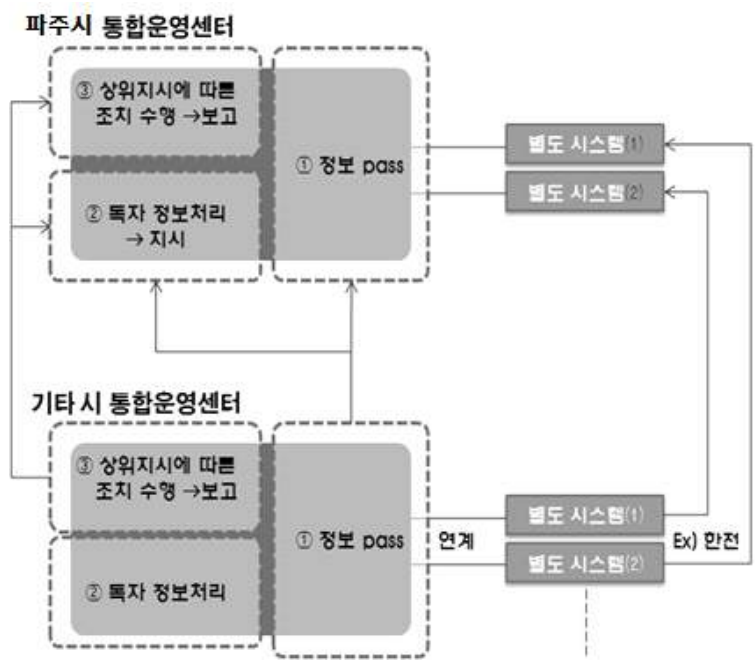 파주시 통합운영센터
③ 상위지시에 따른
조치 수행 →보고
① 정보 pass
② 독자 정보처리
→ 지시
별도 시스템(1)
별도 시스템(2)
기타 시 통합운영센터
③ 상위지시에 따른
조치 수행 →보고
① 정보 pass
② 독자 정보처리
연계
별도 시스템(1)
별도 시스템(2)
Ex) 한전